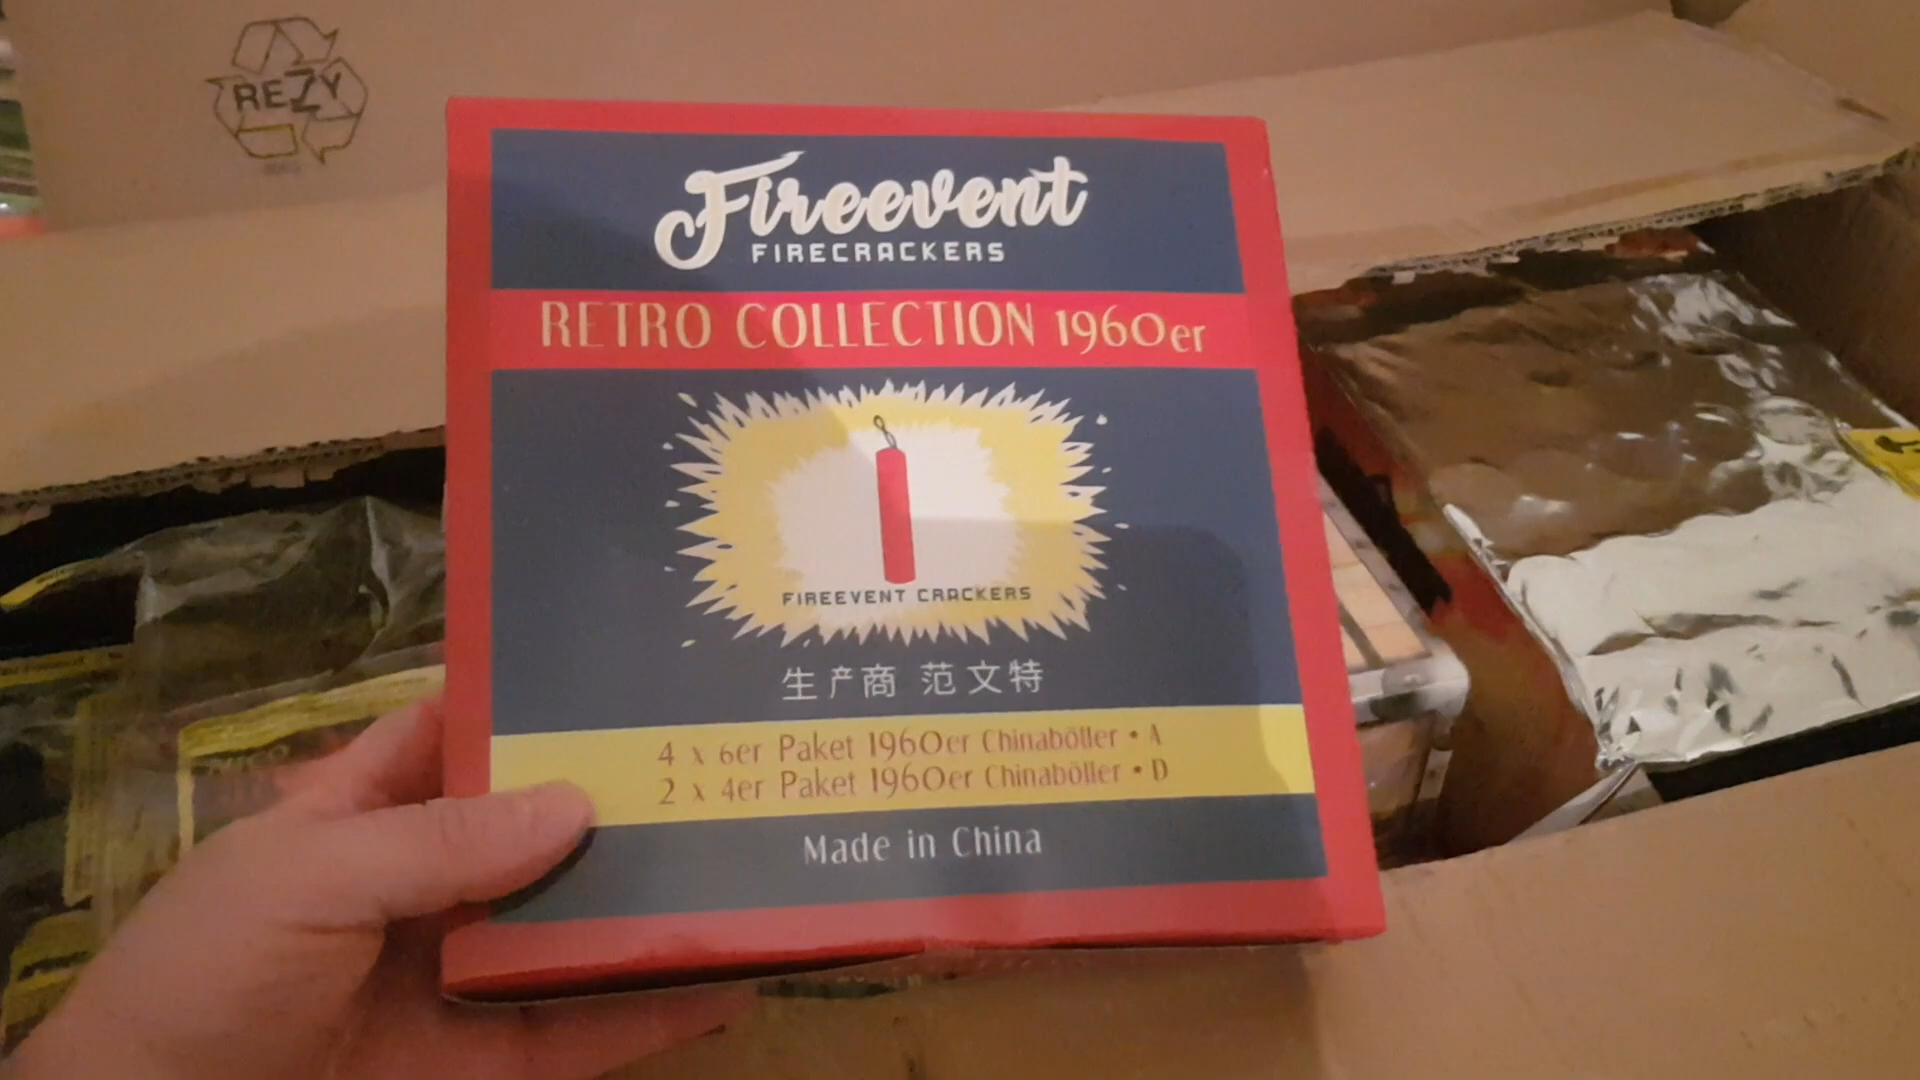 REZY
Fireevent
FIRECRACKERS
RETRO COLLECTION 1960er
FIREEVENT CRACKERS
生产商 范文特
4 x 6er Paket 1960er Chinaböller • A
2 x 4er Paket 1960er Chinaböller • D
Made in China